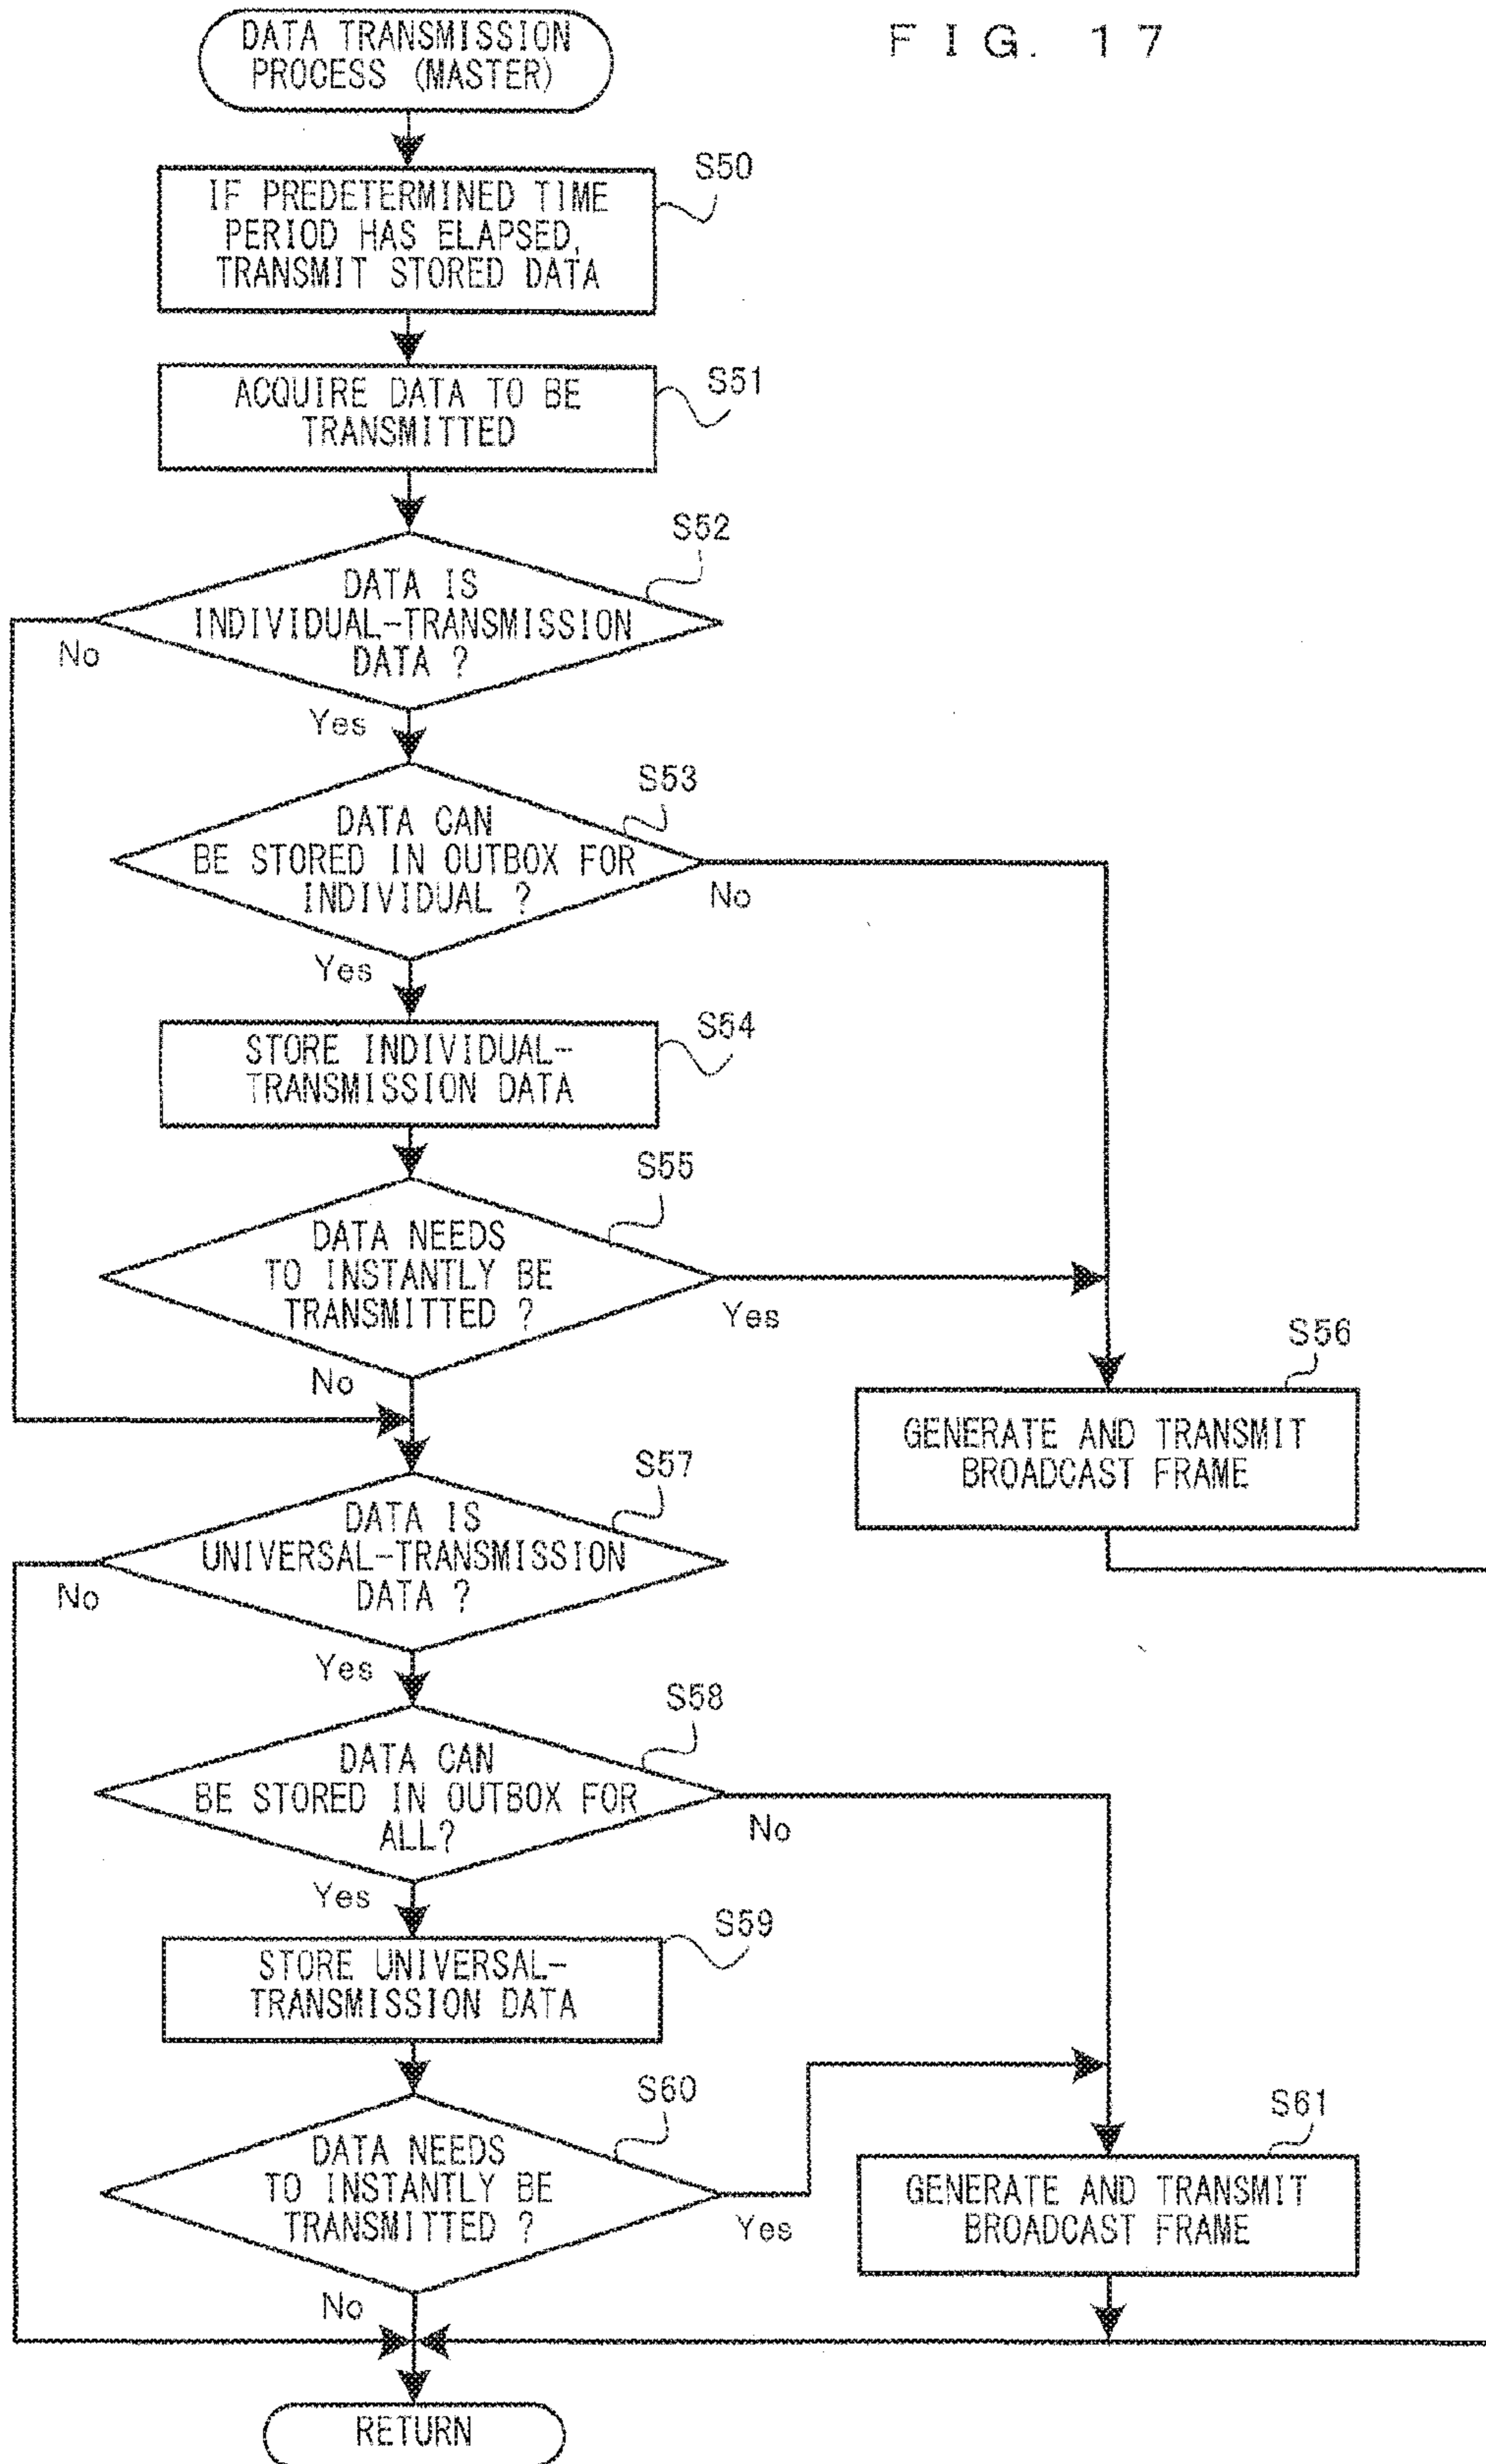 FIG. 17
DATA TRANSMISSION
PROCESS (MASTER)
S50
IF PREDETERMINED TIME
PERIOD HAS ELAPSED,
TRANSMIT STORED DATA
S51
ACQUIRE DATA TO BE
TRANSMITTED
S52
DATA IS
INDIVIDUAL-TRANSMISSION
DATA ?
No
Yes
S53
DATA CAN
BE STORED IN OUTBOX FOR
INDIVIDUAL ?
No
Yes
S54
STORE INDIVIDUAL-
TRANSMISSION DATA
S55
DATA NEEDS
TO INSTANTLY BE
TRANSMITTED ?
Yes
No
S56
GENERATE AND TRANSMIT
BROADCAST FRAME
S57
DATA IS
UNIVERSAL-TRANSMISSION
DATA ?
No
Yes
S58
DATA CAN
BE STORED IN OUTBOX FOR
ALL?
No
Yes
S59
STORE UNIVERSAL-
TRANSMISSION DATA
S60
DATA NEEDS
TO INSTANTLY BE
TRANSMITTED ?
Yes
No
S61
GENERATE AND TRANSMIT
BROADCAST FRAME
RETURN